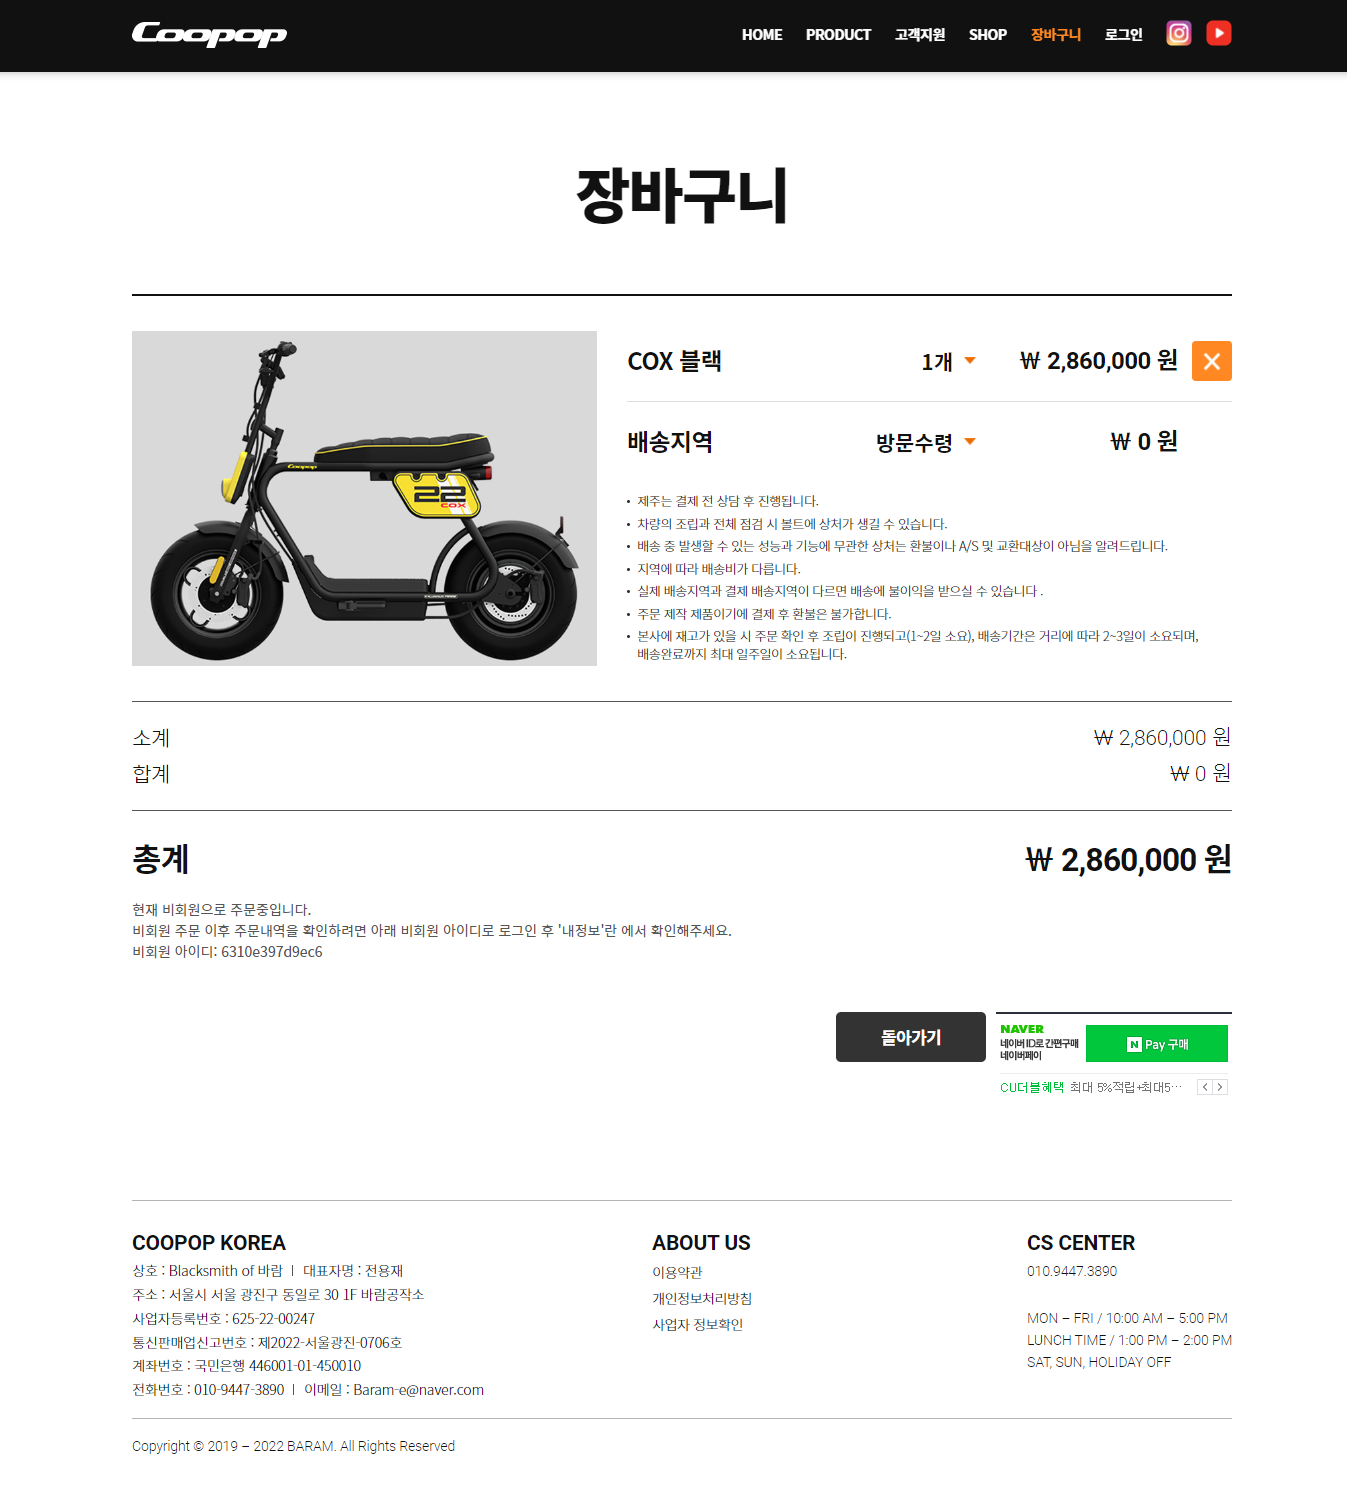 Coopop
HOME PRODUCT 고객지원 SHOP 장바구니 로그인
장바구니
COX 블랙 1개 ₩ 2,860,000 원
배송지역 방문수령 ₩ 0 원
Coopop
22
COX
• 제주는 결제 전 상담 후 진행됩니다.
• 차량의 조립과 전체 점검 시 볼트에 상처가 생길 수 있습니다.
• 배송 중 발생할 수 있는 성능과 기능에 무관한 상처는 환불이나 A/S 및 교환대상이 아님을 알려드립니다.
• 지역에 따라 배송비가 다릅니다.
• 실제 배송지역과 결제 배송지역이 다르면 배송에 불이익을 받으실 수 있습니다 .
• 주문 제작 제품이기에 결제 후 환불은 불가합니다.
• 본사에 재고가 있을 시 주문 확인 후 조립이 진행되고(1~2일 소요), 배송기간은 거리에 따라 2~3일이 소요되며,
배송완료까지 최대 일주일이 소요됩니다.
소계 ₩ 2,860,000 원
합계 ₩ 0 원
총계 ₩ 2,860,000 원
현재 비회원으로 주문중입니다.
비회원 주문 이후 주문내역을 확인하려면 아래 비회원 아이디로 로그인 후 '내정보'란 에서 확인해주세요.
비회원 아이디: 6310e397d9ec6
돌아가기
NAVER
네이버 ID로 간편구매
네이버페이
N Pay 구매
CU더블혜택 최대 5%적립+최대5…
COOPOP KOREA
상호 : Blacksmith of 바람 ㅣ 대표자명 : 전용재
주소 : 서울시 서울 광진구 동일로 30 1F 바람공작소
사업자등록번호 : 625-22-00247
통신판매업신고번호 : 제2022-서울광진-0706호
계좌번호 : 국민은행 446001-01-450010
전화번호 : 010-9447-3890 ㅣ 이메일 : Baram-e@naver.com
ABOUT US
이용약관
개인정보처리방침
사업자 정보확인
CS CENTER
010.9447.3890
MON – FRI / 10:00 AM – 5:00 PM
LUNCH TIME / 1:00 PM – 2:00 PM
SAT, SUN, HOLIDAY OFF
Copyright © 2019 – 2022 BARAM. All Rights Reserved